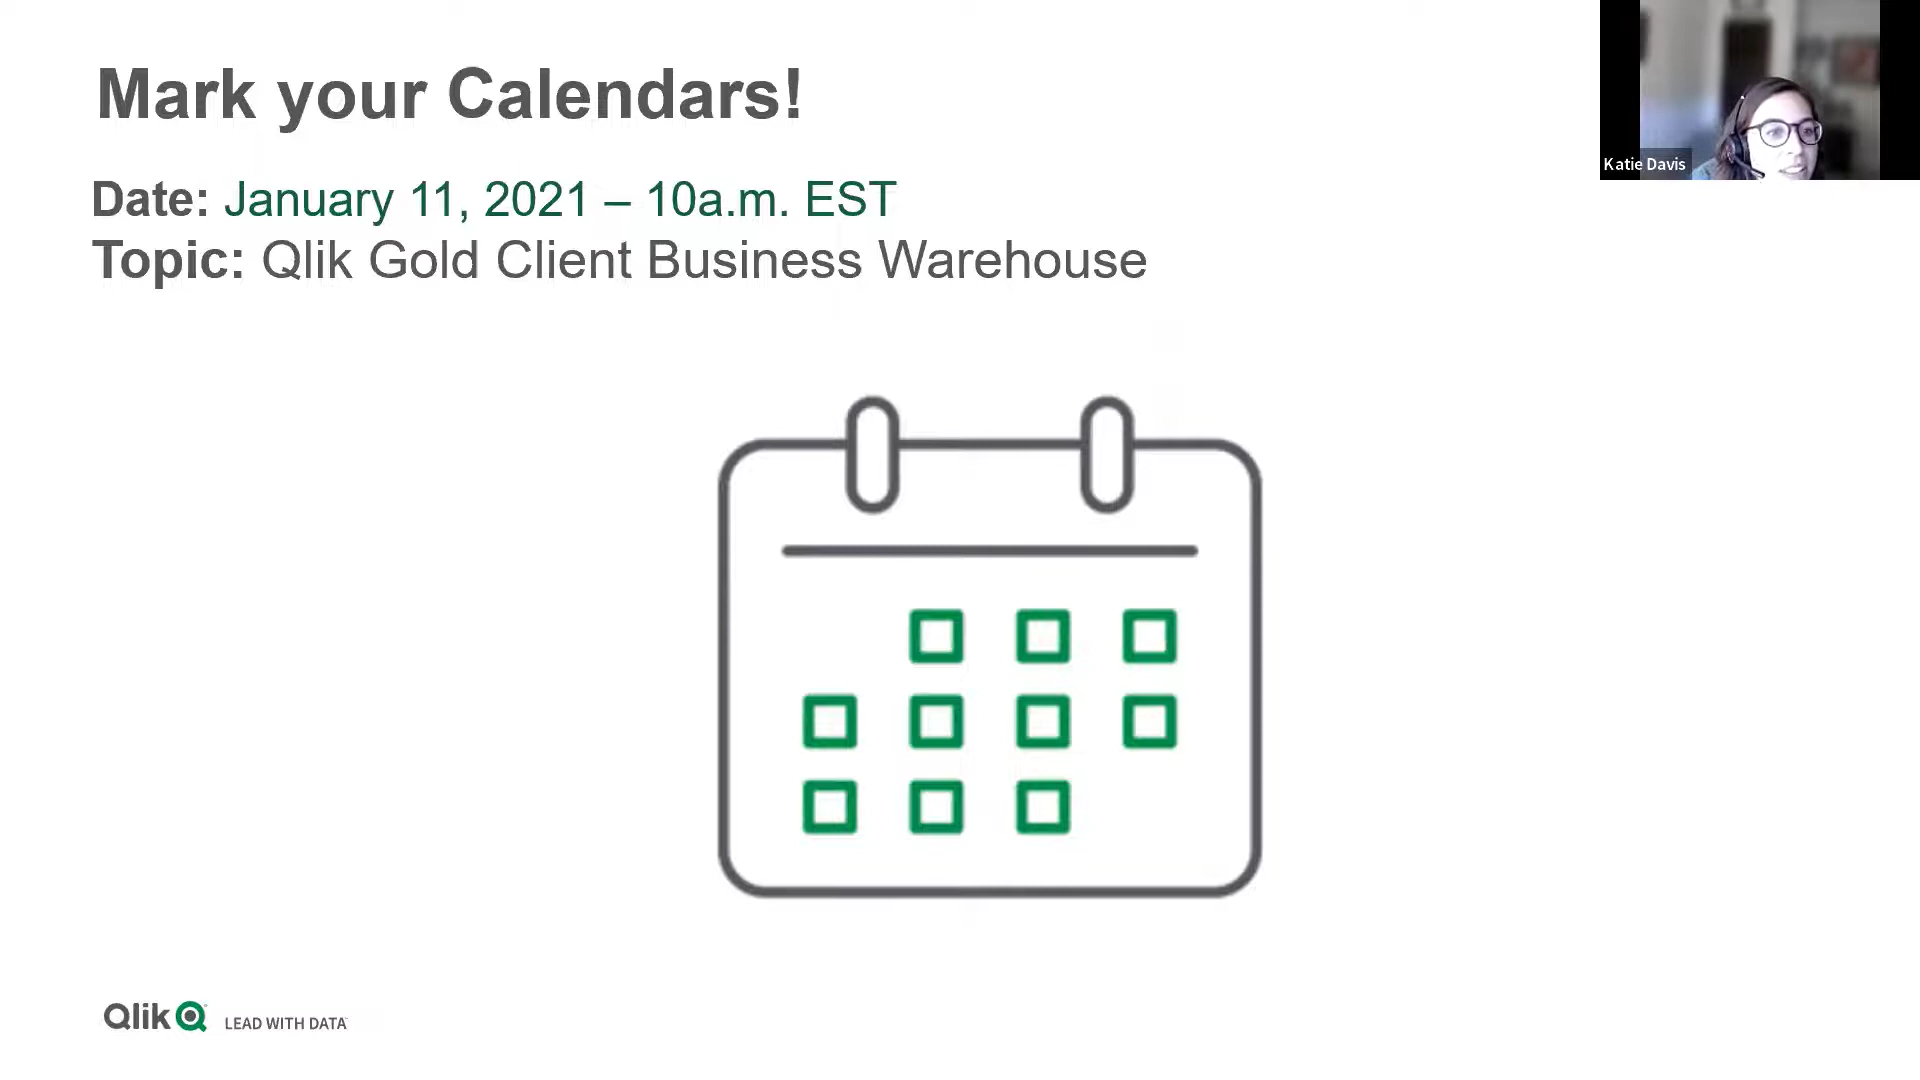 Mark your Calendars!
Katie Davis
Date: January 11, 2021 – 10a.m. EST
Topic: Qlik Gold Client Business Warehouse
Qlik LEAD WITH DATA